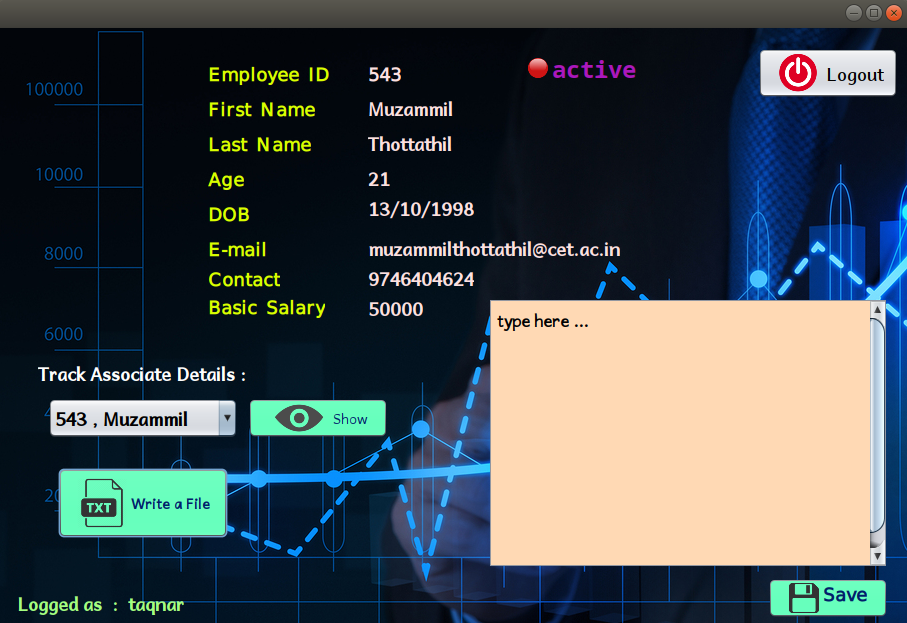 Employee ID 543
active
Logout
First Name Muzammil
Last Name Thottathil
Age 21
DOB 13/10/1998
E-mail muzammilthottathil@cet.ac.in
Contact 9746404624
Basic Salary 50000
100000
10000
8000
6000
type here ...
Track Associate Details :
543 , Muzammil
Show
TXT
Write a File
Logged as : taqnar
Save